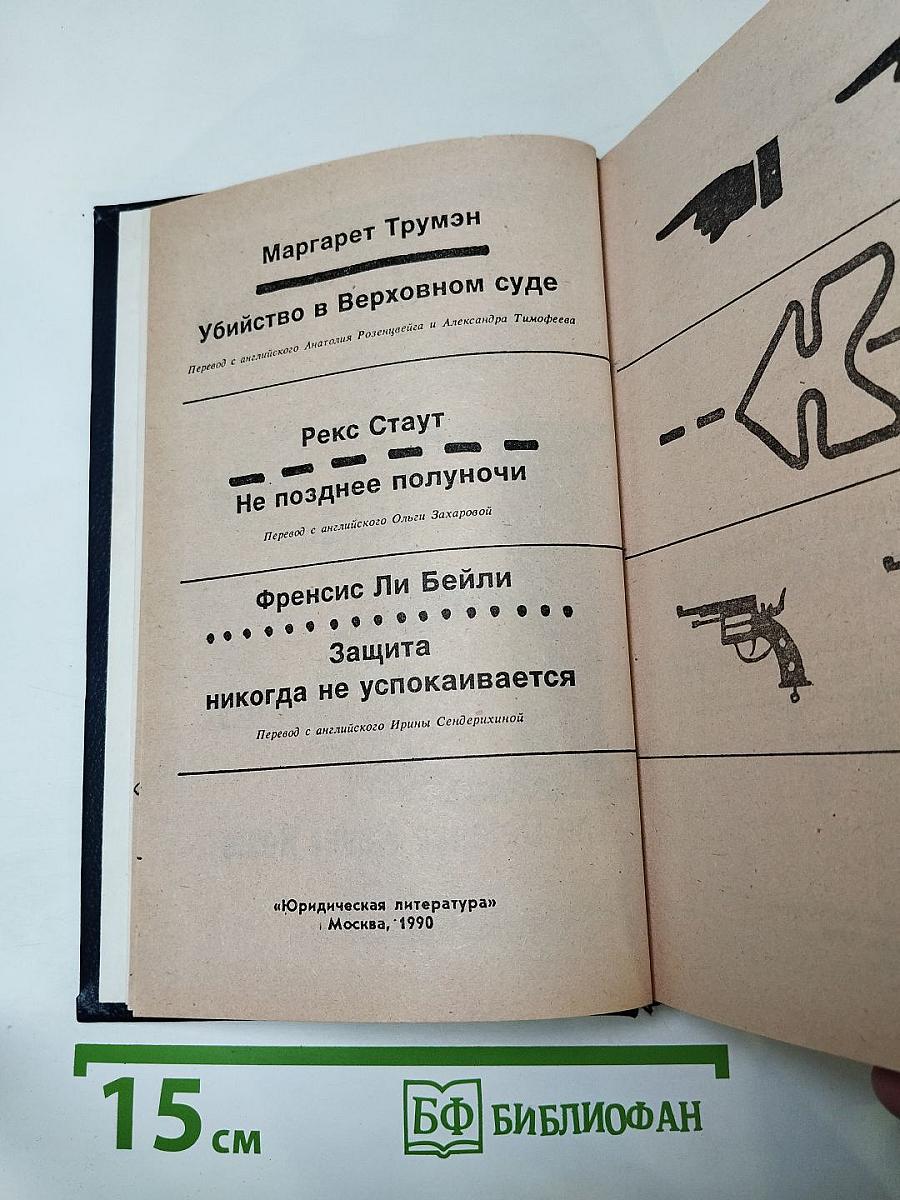 Маргарет Трумэн
Убийство в Верховном суде
Перевод с английского Анатолия Розенцвейга и Александра Тимофеева
Рекс Стаут
Не позднее полуночи
Перевод с английского Ольги Захаровой
Френсис Ли Бейли
Защита
никогда не успокаивается
Перевод с английского Ирины Сендерихиной
«Юридическая литература»
Москва, 1990
15 см
БФ БИБЛИОФАН